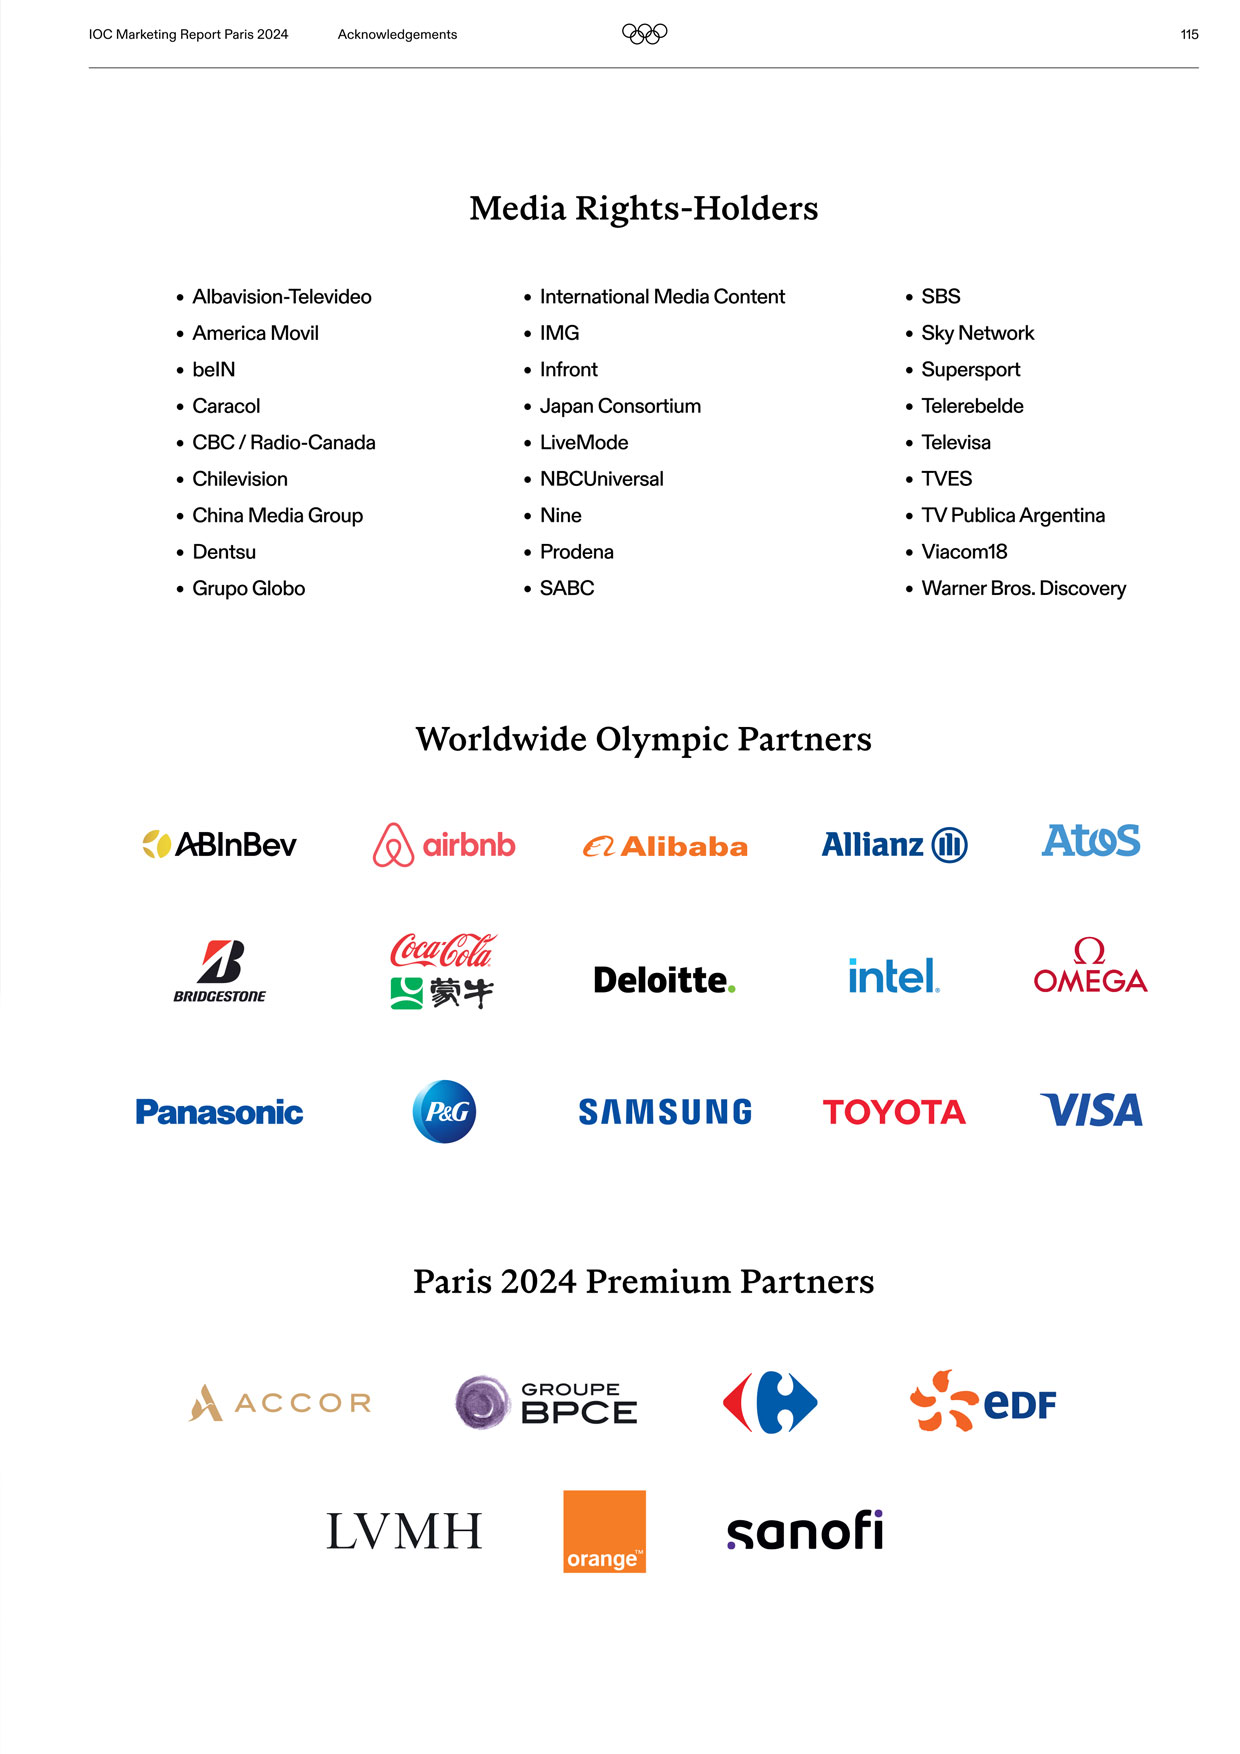 IOC Marketing Report Paris 2024 Acknowledgements 115
Media Rights-Holders
• Albavision-Televideo
• America Movil
• beIN
• Caracol
• CBC / Radio-Canada
• Chilevision
• China Media Group
• Dentsu
• Grupo Globo
• International Media Content
• IMG
• Infront
• Japan Consortium
• LiveMode
• NBCUniversal
• Nine
• Prodena
• SABC
• SBS
• Sky Network
• Supersport
• Telerebelde
• Televisa
• TVES
• TV Publica Argentina
• Viacom18
• Warner Bros. Discovery
Worldwide Olympic Partners
ABInBev
airbnb
Alibaba
Allianz
Atos
BRIDGESTONE
Coca-Cola
蒙牛
Deloitte.
intel.
OMEGA
Panasonic
P&G
SAMSUNG
TOYOTA
VISA
Paris 2024 Premium Partners
ACCOR
GROUPE
BPCE
eDF
LVMH
orange™
sanofi